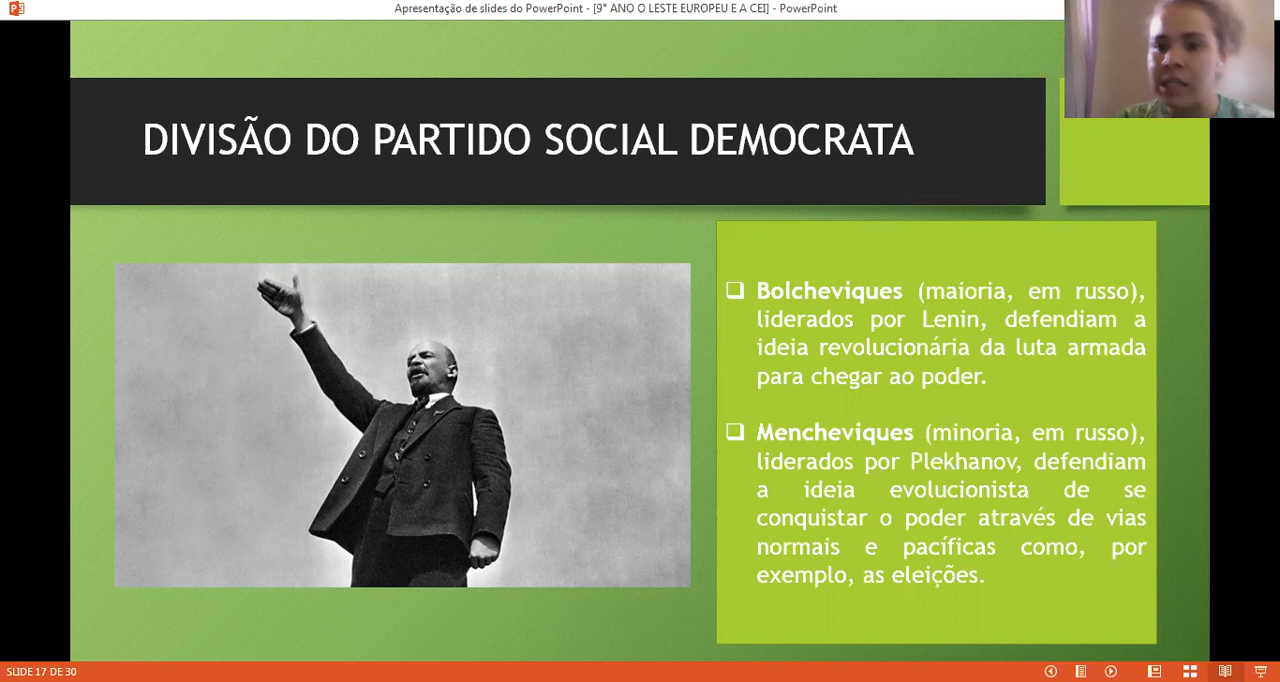 Apresentação de slides do PowerPoint - [9° ANO O LESTE EUROPEU E A CEI] - PowerPoint
DIVISÃO DO PARTIDO SOCIAL DEMOCRATA
❑ Bolcheviques (maioria, em russo),
liderados por Lenin, defendiam a
ideia revolucionária da luta armada
para chegar ao poder.
❑ Mencheviques (minoria, em russo),
liderados por Plekhanov, defendiam
a ideia evolucionista de se
conquistar o poder através de vias
normais e pacíficas como, por
exemplo, as eleições.
SLIDE 17 DE 30